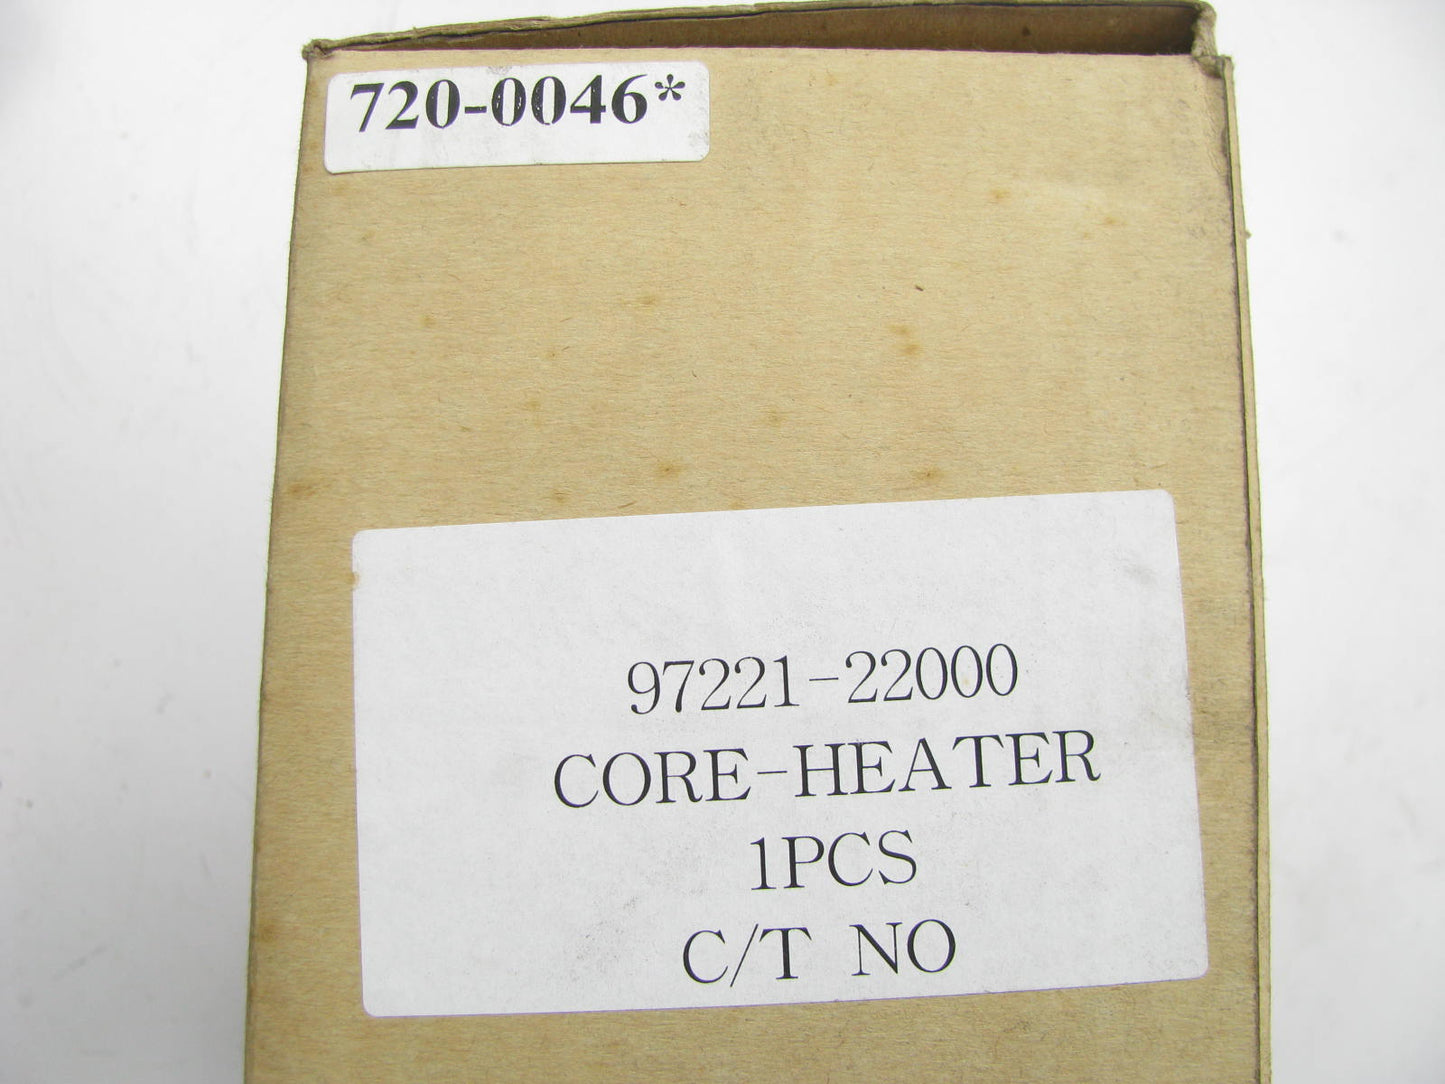 720-0046*
97221-22000
CORE-HEATER
1PCS
C/T NO